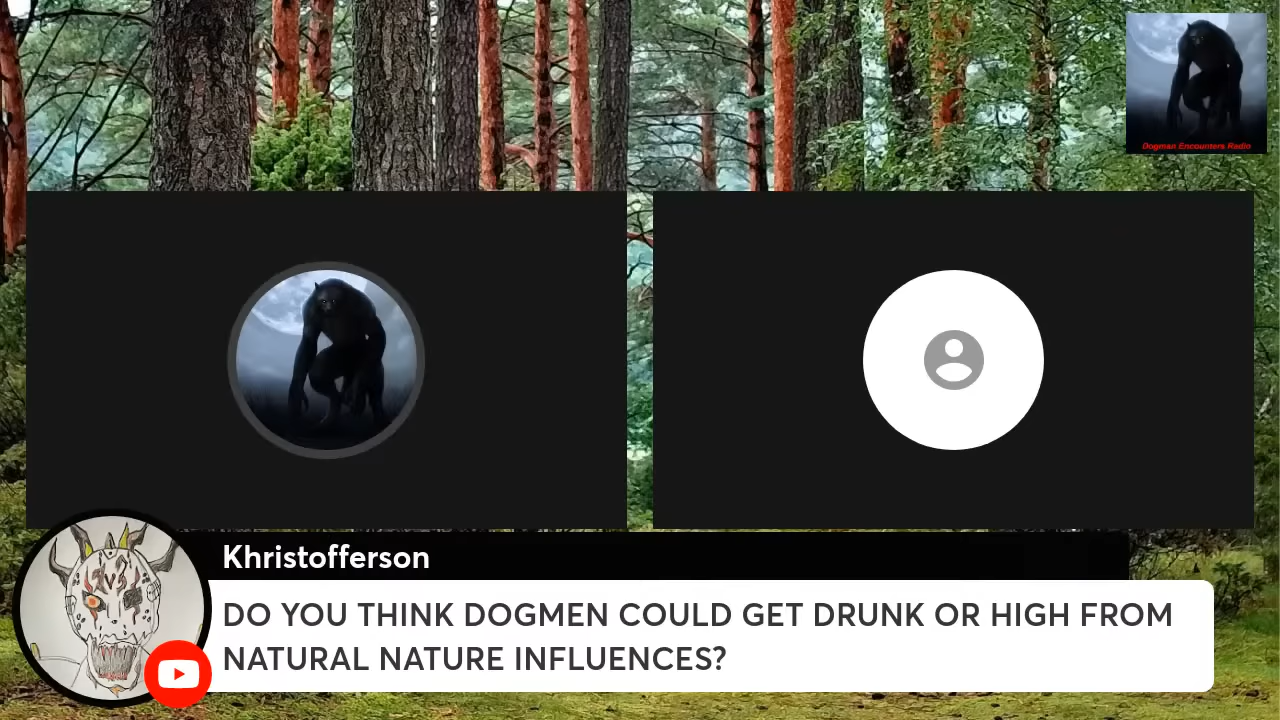 Dogman Encounters Radio
Khristofferson
DO YOU THINK DOGMEN COULD GET DRUNK OR HIGH FROM
NATURAL NATURE INFLUENCES?